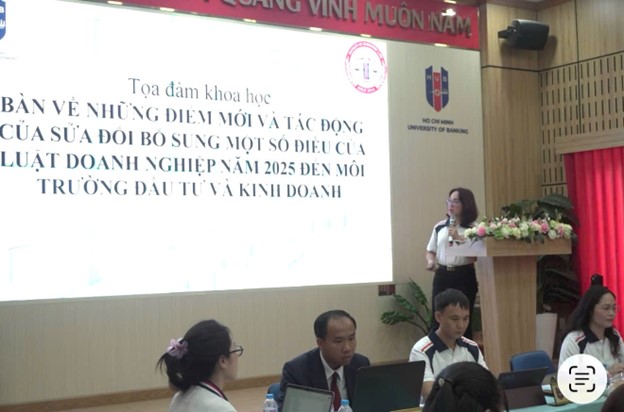 QUANG VINH MUÔN NĂM
Tọa đàm khoa học
BÀN VỀ NHỮNG ĐIỂM MỚI VÀ TÁC ĐỘNG
CỦA SỬA ĐỔI BỔ SUNG MỘT SỐ ĐIỀU CỦA
LUẬT DOANH NGHIỆP NĂM 2025 ĐẾN MÔI
TRƯỜNG ĐẦU TƯ VÀ KINH DOANH
HUB
HO CHI MINH
UNIVERSITY OF BANKING